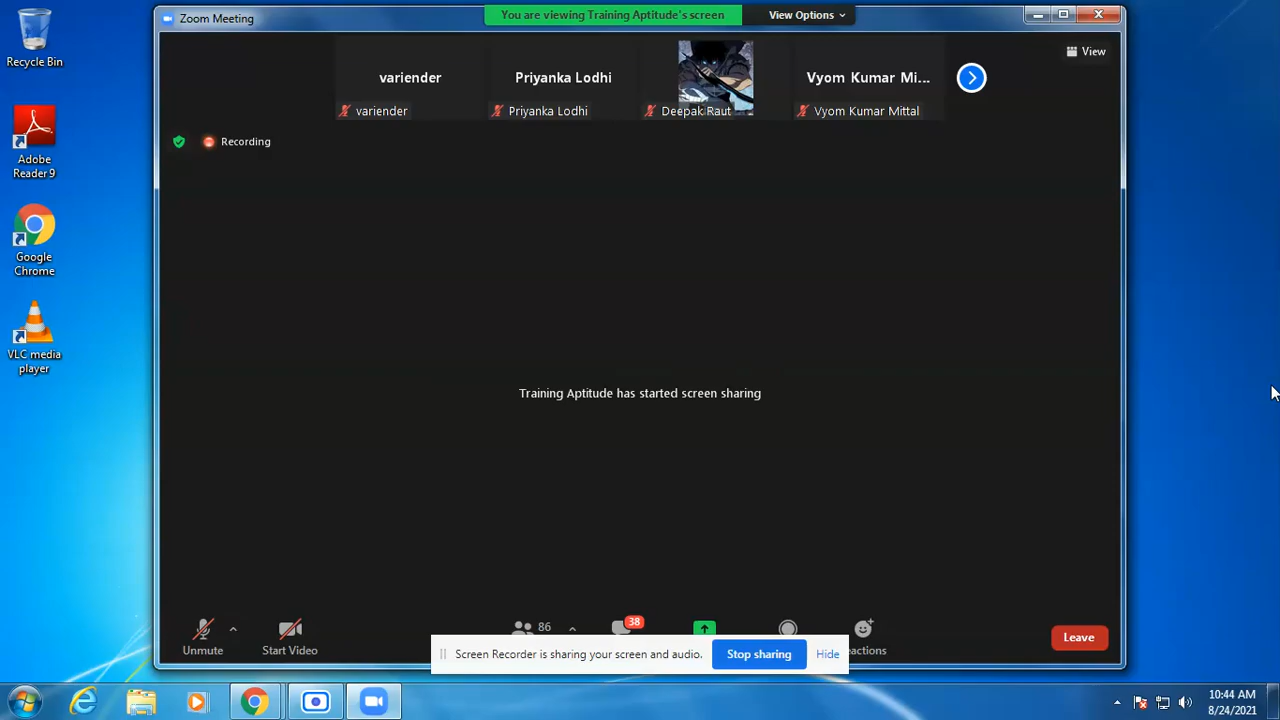 Zoom Meeting
You are viewing Training Aptitude's screen
View Options
View
variender
Priyanka Lodhi
Vyom Kumar Mi...
variender
Priyanka Lodhi
Deepak Raut
Vyom Kumar Mittal
Recording
Recycle Bin
Adobe
Reader 9
Google
Chrome
VLC media
player
Training Aptitude has started screen sharing
86
38
Unmute
Start Video
eactions
Leave
Screen Recorder is sharing your screen and audio.
Stop sharing
Hide
10:44 AM
8/24/2021